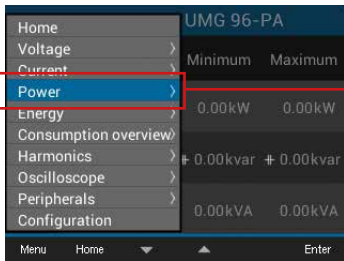 UMG 96-PA
Home
Voltage
Current
Power
Energy
Consumption overview
Harmonics
Oscilloscope
Peripherals
Configuration
Minimum Maximum
0.00kW 0.00kW
0.00kvar 0.00kvar
0.00kVA 0.00kVA
Menu Home Enter